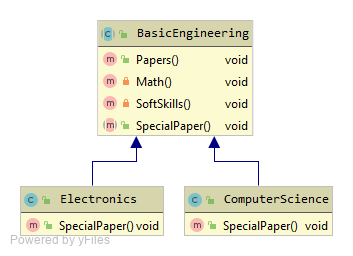 BasicEngineering
Papers() void
Math() void
SoftSkills() void
SpecialPaper() void
Electronics
SpecialPaper() void
ComputerScience
SpecialPaper() void
Powered by yFiles